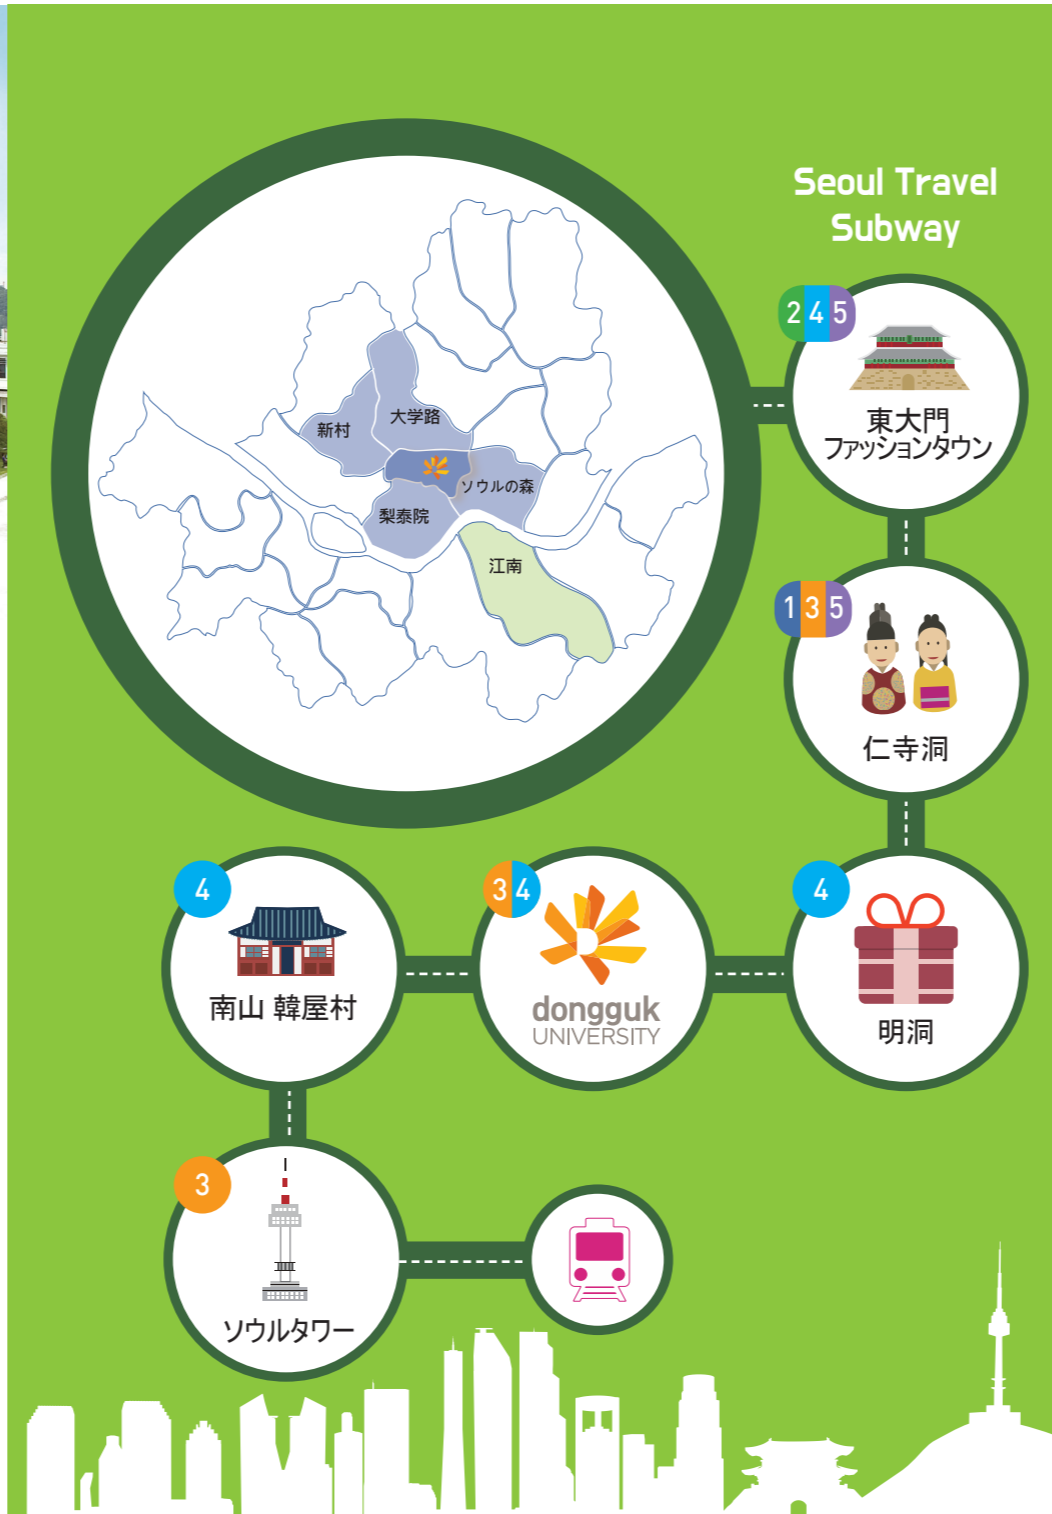 Seoul Travel
Subway
2 4 5
東大門
ファッションタウン
新村
大学路
ソウルの森
梨泰院
江南
1 3 5
仁寺洞
4
南山 韓屋村
3 4
dongguk
UNIVERSITY
4
明洞
3
ソウルタワー